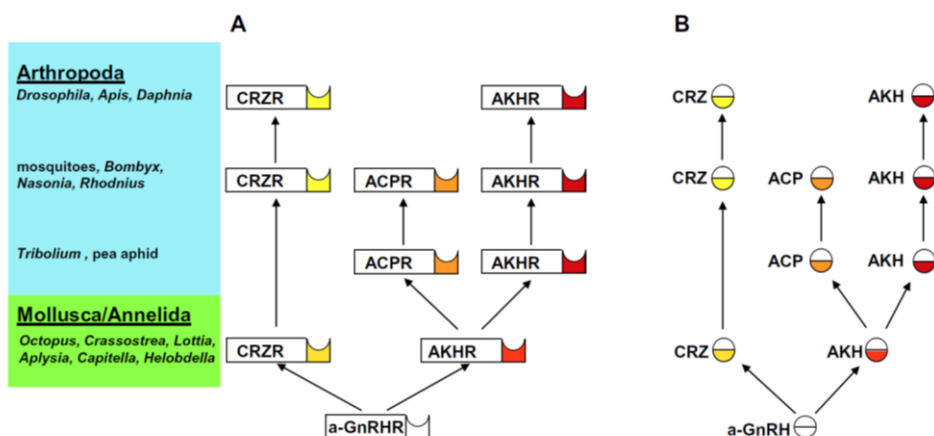 A
B
Arthropoda
Drosophila, Apis, Daphnia
CRZR
AKHR
CRZ
AKH
mosquitoes, Bombyx,
Nasonia, Rhodnius
CRZR
ACPR
AKHR
CRZ
ACP
AKH
Tribolium , pea aphid
ACPR
AKHR
ACP
AKH
Mollusca/Annelida
Octopus, Crassostrea, Lottia,
Aplysia, Capitella, Helobdella
CRZR
AKHR
CRZ
AKH
a-GnRHR
a-GnRH